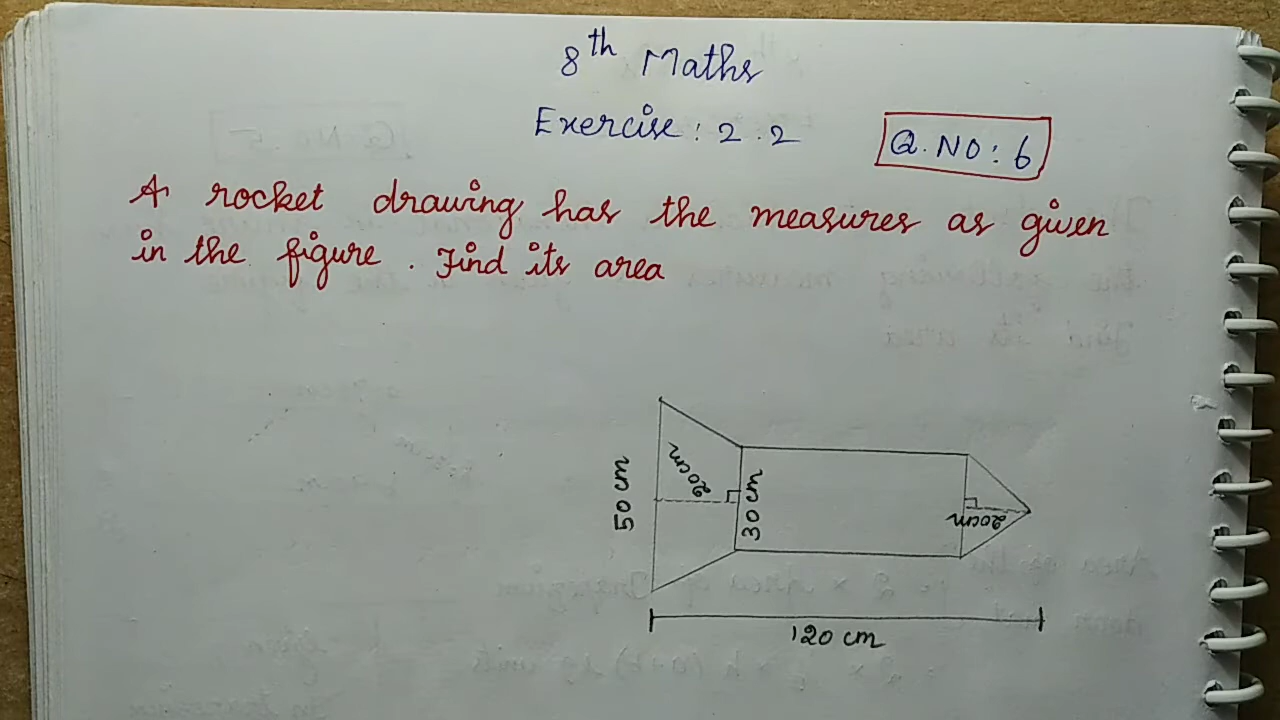 8th Maths
Exercise : 2.2
Q.NO: 6
A rocket drawing has the measures as given
in the figure. Find its area
20cm
50 cm
30 cm
20cm
120 cm